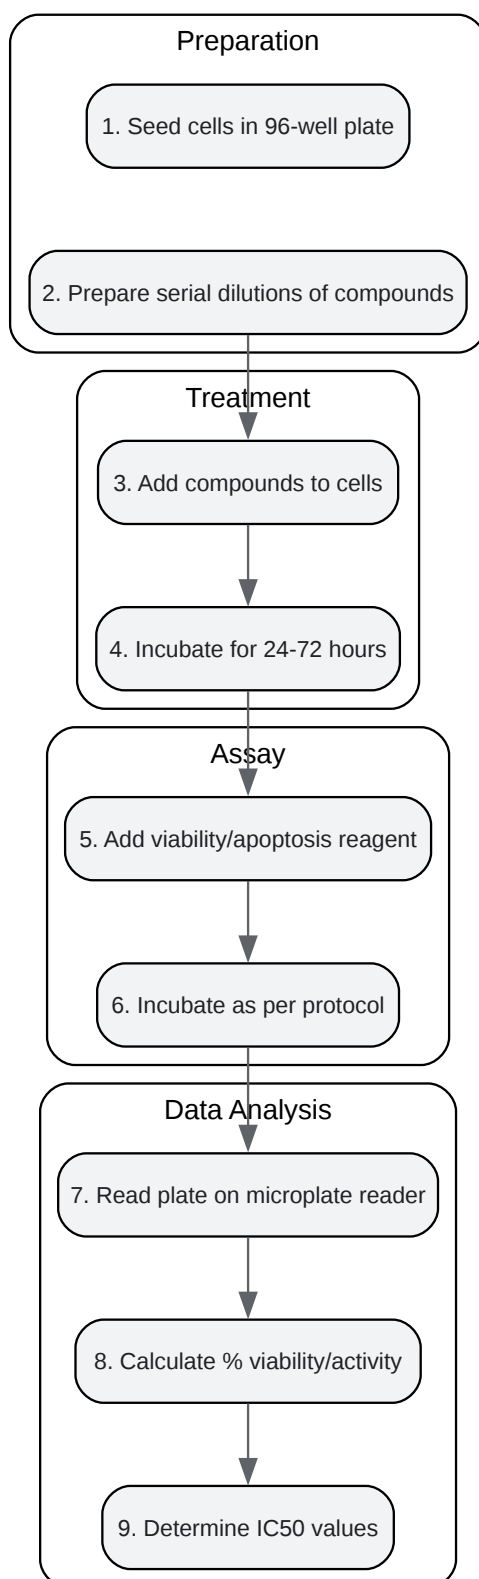 Preparation
1. Seed cells in 96-well plate
2. Prepare serial dilutions of compounds
Treatment
3. Add compounds to cells
4. Incubate for 24-72 hours
Assay
5. Add viability/apoptosis reagent
6. Incubate as per protocol
Data Analysis
7. Read plate on microplate reader
8. Calculate % viability/activity
9. Determine IC50 values